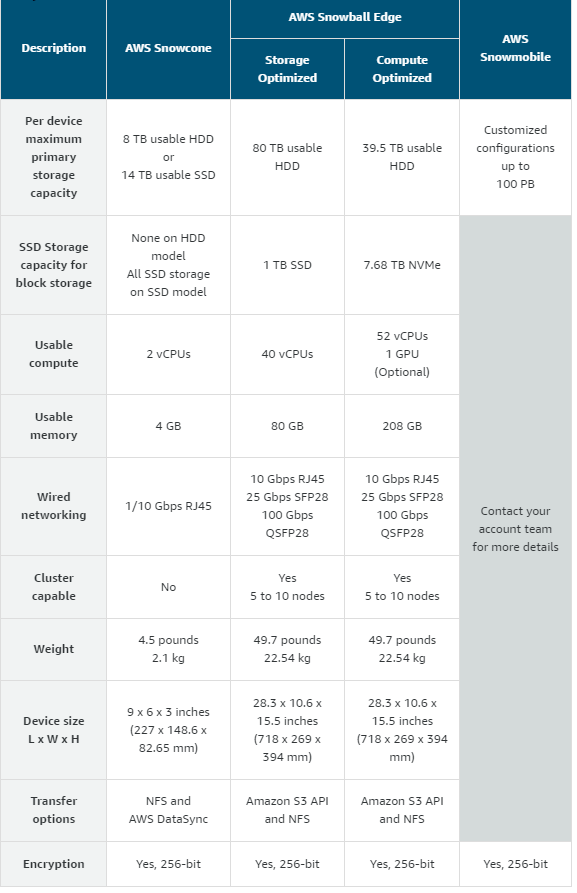 AWS Snowball Edge
Description
AWS Snowcone
Storage
Optimized
Compute
Optimized
AWS
Snowmobile
Per device
maximum
primary
storage
capacity
8 TB usable HDD
or
14 TB usable SSD
80 TB usable
HDD
39.5 TB usable
HDD
Customized
configurations
up to
100 PB
SSD Storage
capacity for
block storage
None on HDD
model
All SSD storage
on SSD model
1 TB SSD
7.68 TB NVMe
Contact your
account team
for more details
Usable
compute
2 vCPUs
40 vCPUs
52 vCPUs
1 GPU
(Optional)
Usable
memory
4 GB
80 GB
208 GB
Wired
networking
1/10 Gbps RJ45
10 Gbps RJ45
25 Gbps SFP28
100 Gbps
QSFP28
10 Gbps RJ45
25 Gbps SFP28
100 Gbps
QSFP28
Cluster
capable
No
Yes
5 to 10 nodes
Yes
5 to 10 nodes
Weight
4.5 pounds
2.1 kg
49.7 pounds
22.54 kg
49.7 pounds
22.54 kg
Device size
L x W x H
9 x 6 x 3 inches
(227 x 148.6 x
82.65 mm)
28.3 x 10.6 x
15.5 inches
(718 x 269 x
394 mm)
28.3 x 10.6 x
15.5 inches
(718 x 269 x 394
mm)
Transfer
options
NFS and
AWS DataSync
Amazon S3 API
and NFS
Amazon S3 API
and NFS
Encryption
Yes, 256-bit
Yes, 256-bit
Yes, 256-bit
Yes, 256-bit